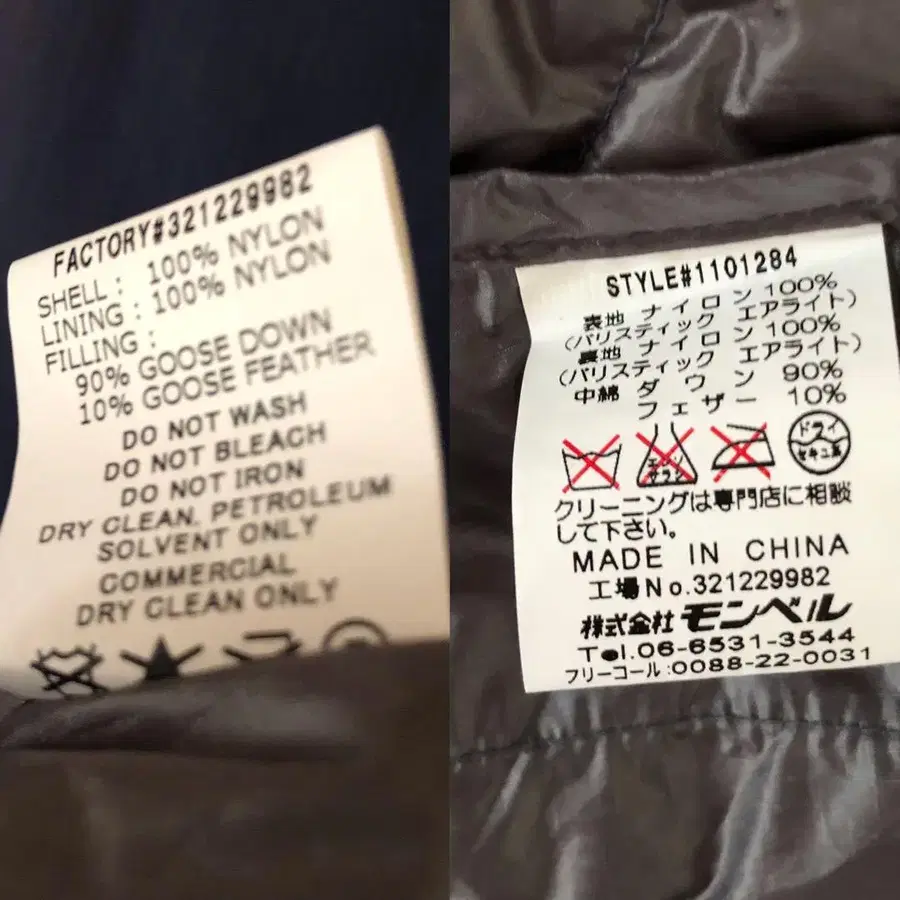 FACTORY#321229982
SHELL : 100% NYLON
LINING : 100% NYLON
FILLING :
90% GOOSE DOWN
10% GOOSE FEATHER
DO NOT WASH
DO NOT BLEACH
DO NOT IRON
DRY CLEAN, PETROLEUM
SOLVENT ONLY
COMMERCIAL
DRY CLEAN ONLY
STYLE#1101284
表地 ナイロン 100%
(バリスティック エアライト)
裏地 ナイロン 100%
(バリスティック エアライト)
中綿 ダウン 90%
フェザー 10%
エンソ
サラシ
ドライ
セキユ系
クリーニングは専門店に相談
して下さい。
MADE IN CHINA
工場No.321229982
株式会社 モンベル
Tel.06-6531-3544
フリーコール:0088-22-0031